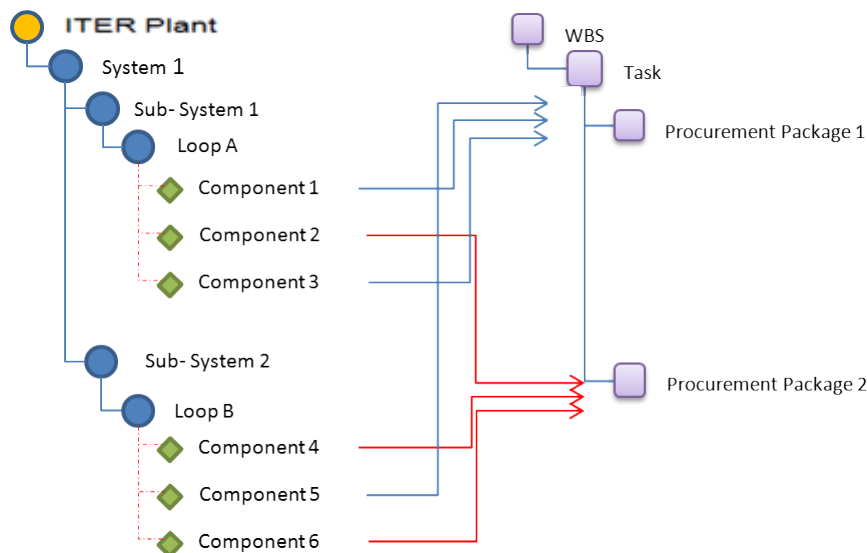 ITER Plant
System 1
Sub- System 1
Loop A
Component 1
Component 2
Component 3
Sub- System 2
Loop B
Component 4
Component 5
Component 6
WBS
Task
Procurement Package 1
Procurement Package 2